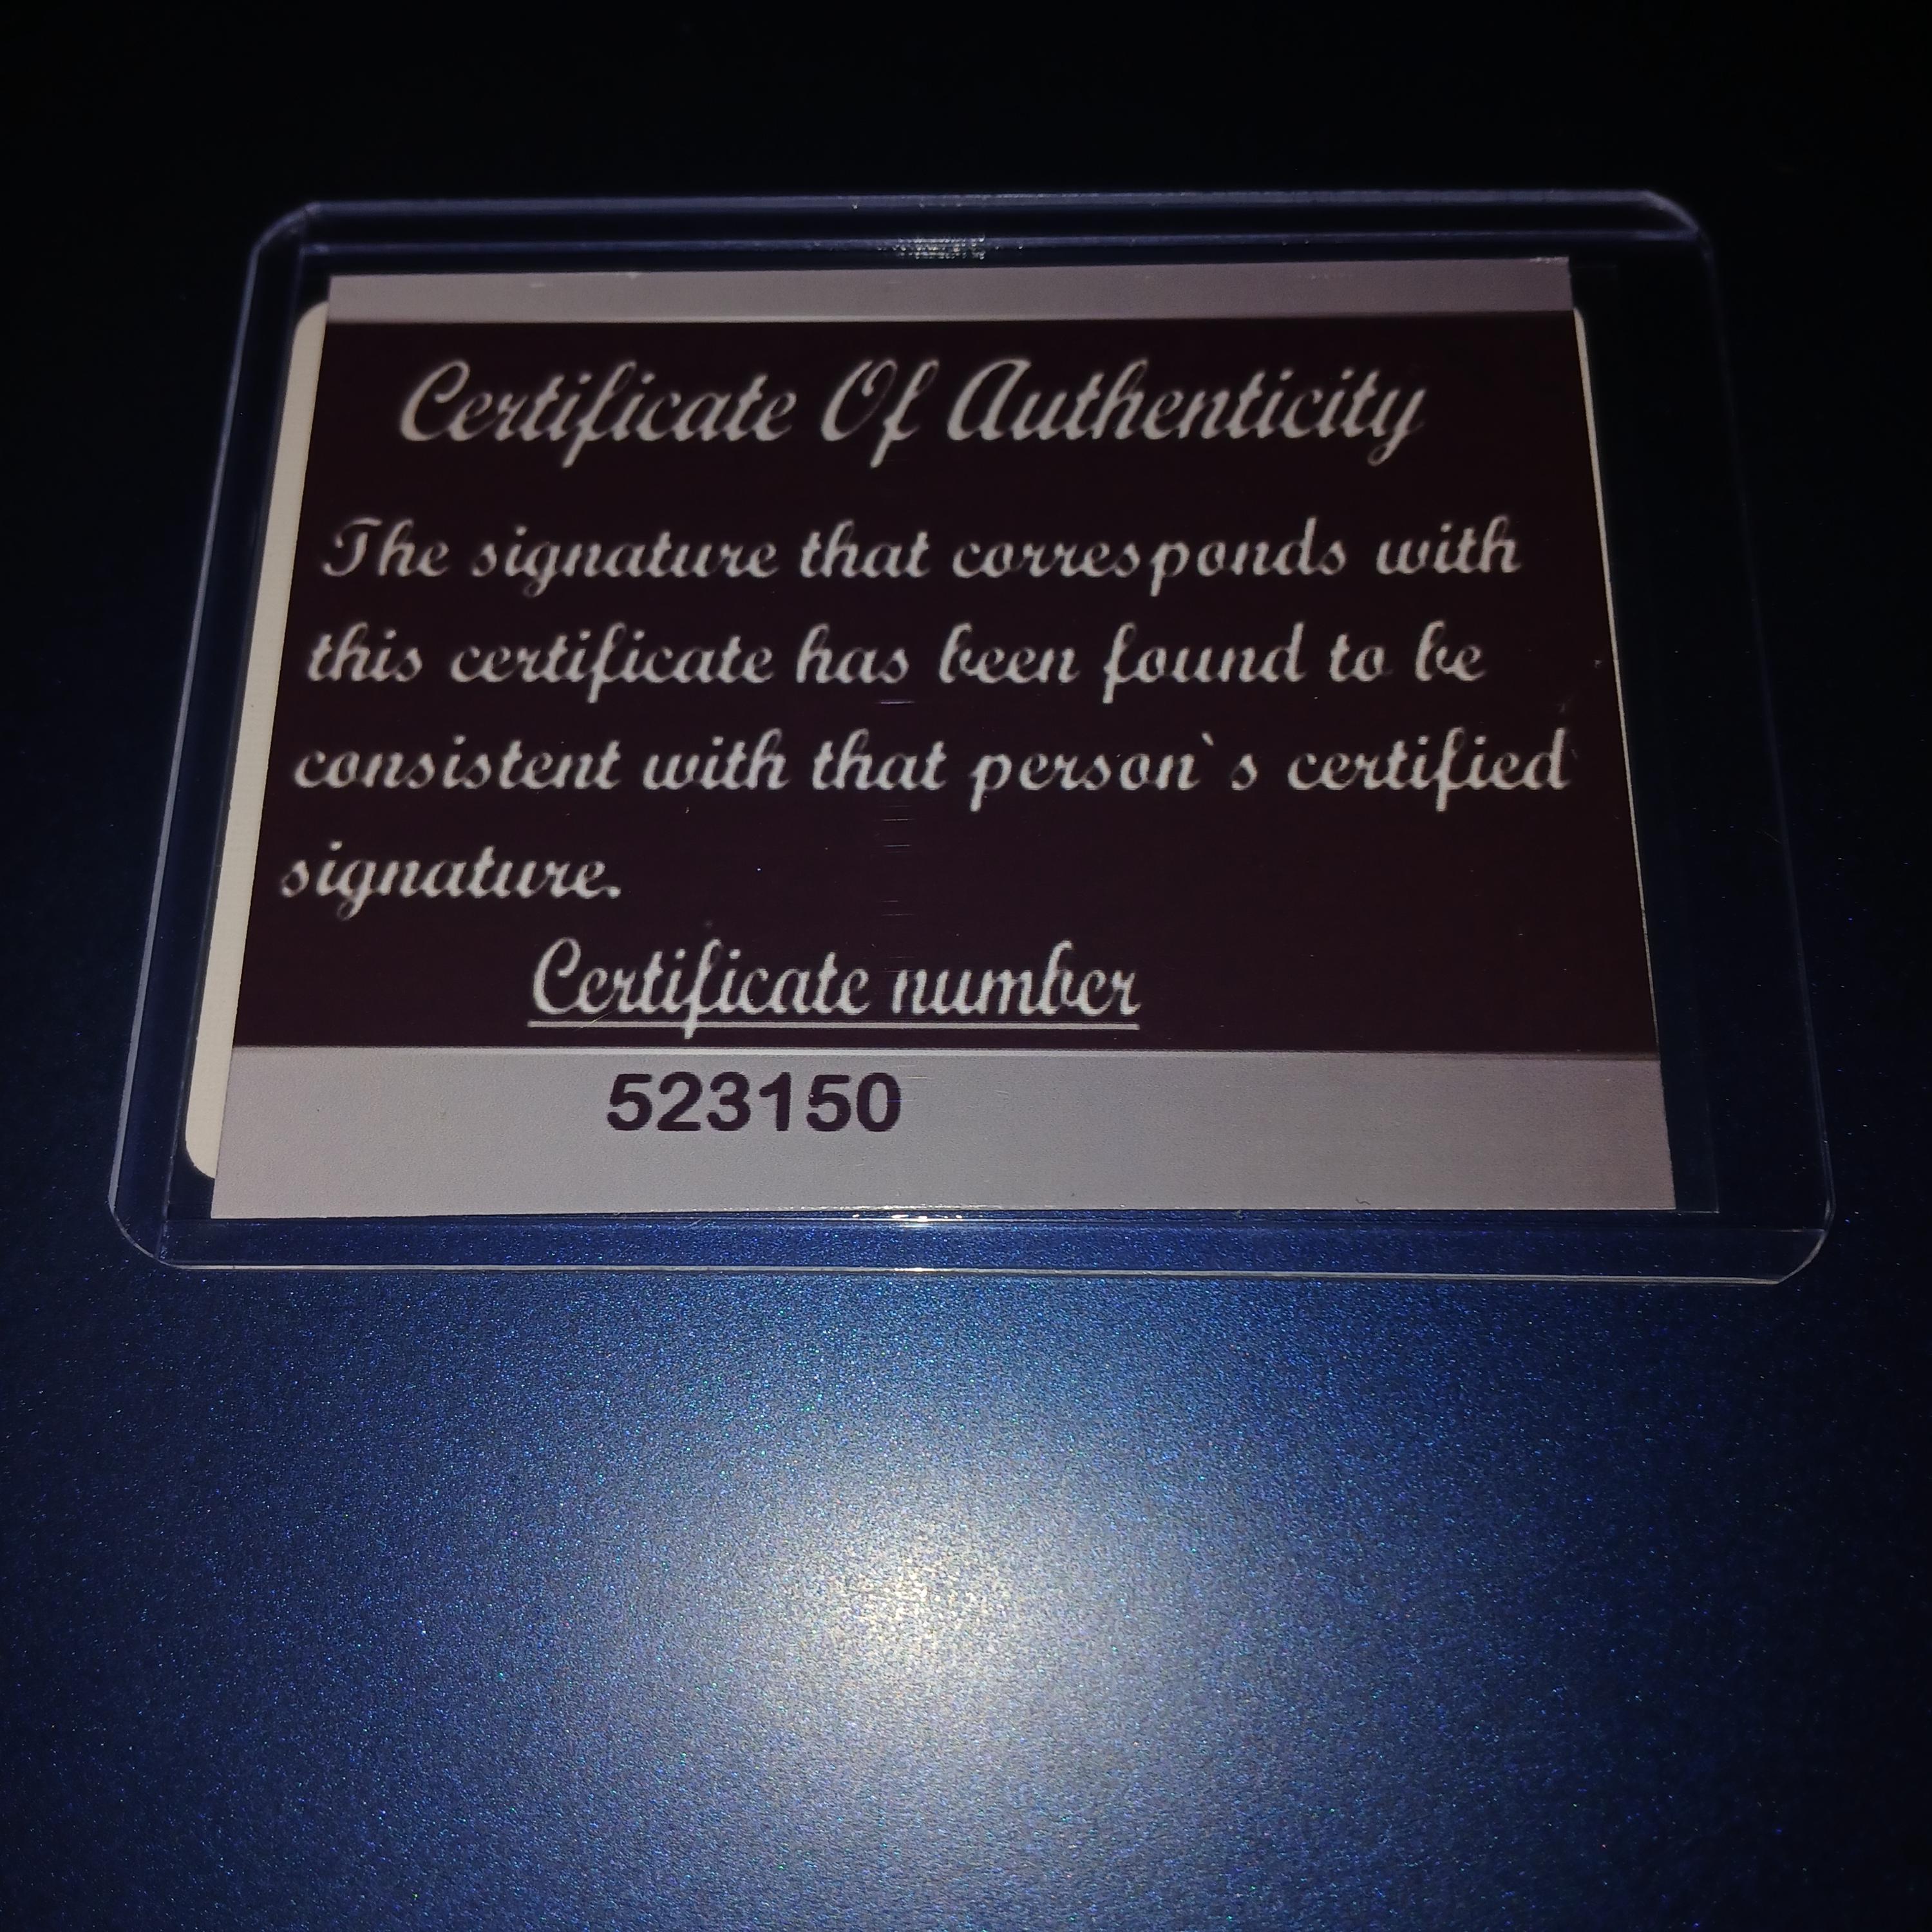 Certificate Of Authenticity
The signature that corresponds with
this certificate has been found to be
consistent with that person`s certified
signature.
Certificate number
523150